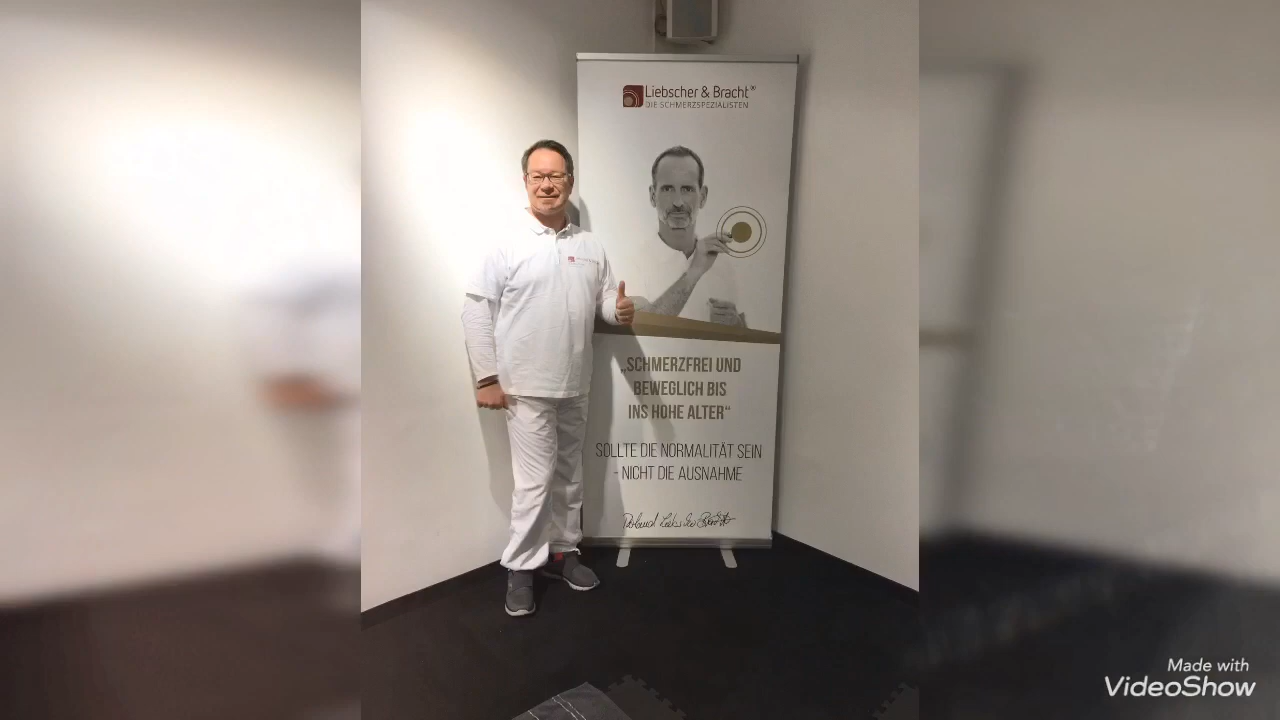 Liebscher & Bracht®
DIE SCHMERZSPEZIALISTEN
„SCHMERZFREI UND
BEWEGLICH BIS
INS HOHE ALTER“
SOLLTE DIE NORMALITÄT SEIN
- NICHT DIE AUSNAHME
Made with
VideoShow